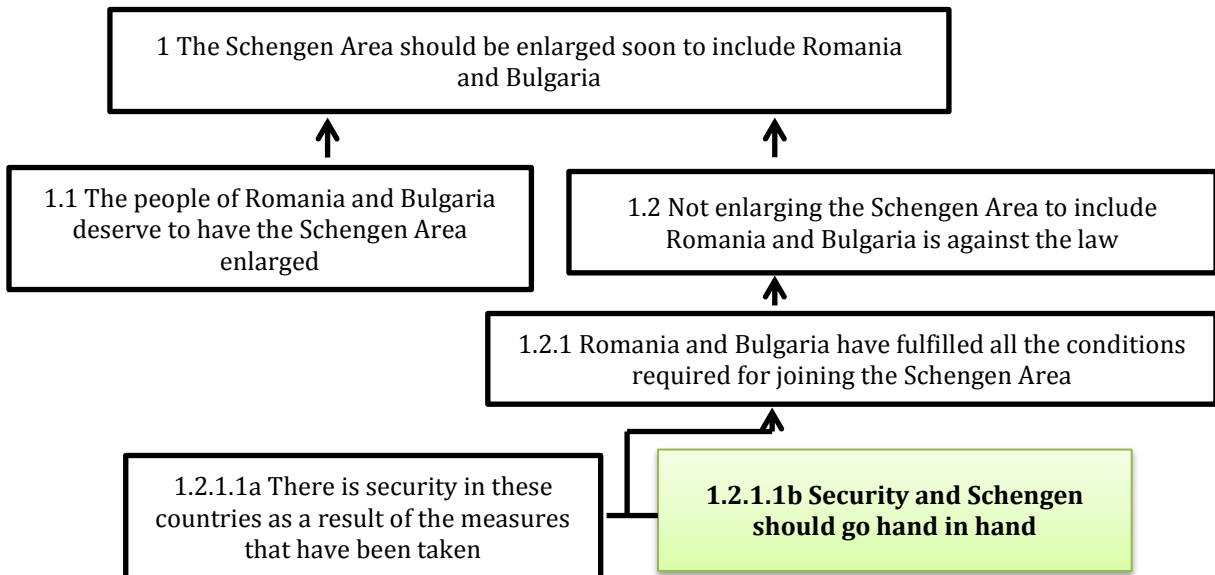 1 The Schengen Area should be enlarged soon to include Romania
and Bulgaria
1.1 The people of Romania and Bulgaria
deserve to have the Schengen Area
enlarged
1.2 Not enlarging the Schengen Area to include
Romania and Bulgaria is against the law
1.2.1 Romania and Bulgaria have fulfilled all the conditions
required for joining the Schengen Area
1.2.1.1a There is security in these
countries as a result of the measures
that have been taken
1.2.1.1b Security and Schengen
should go hand in hand